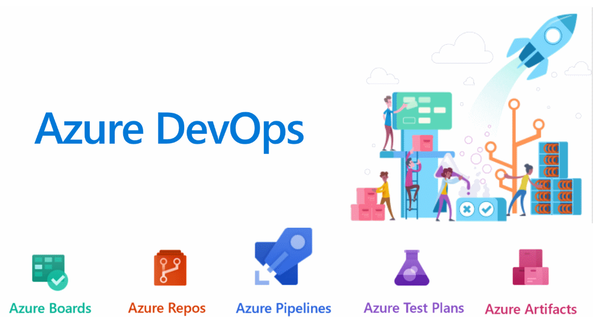 Azure DevOps
Azure Boards
Azure Repos
Azure Pipelines
Azure Test Plans
Azure Artifacts